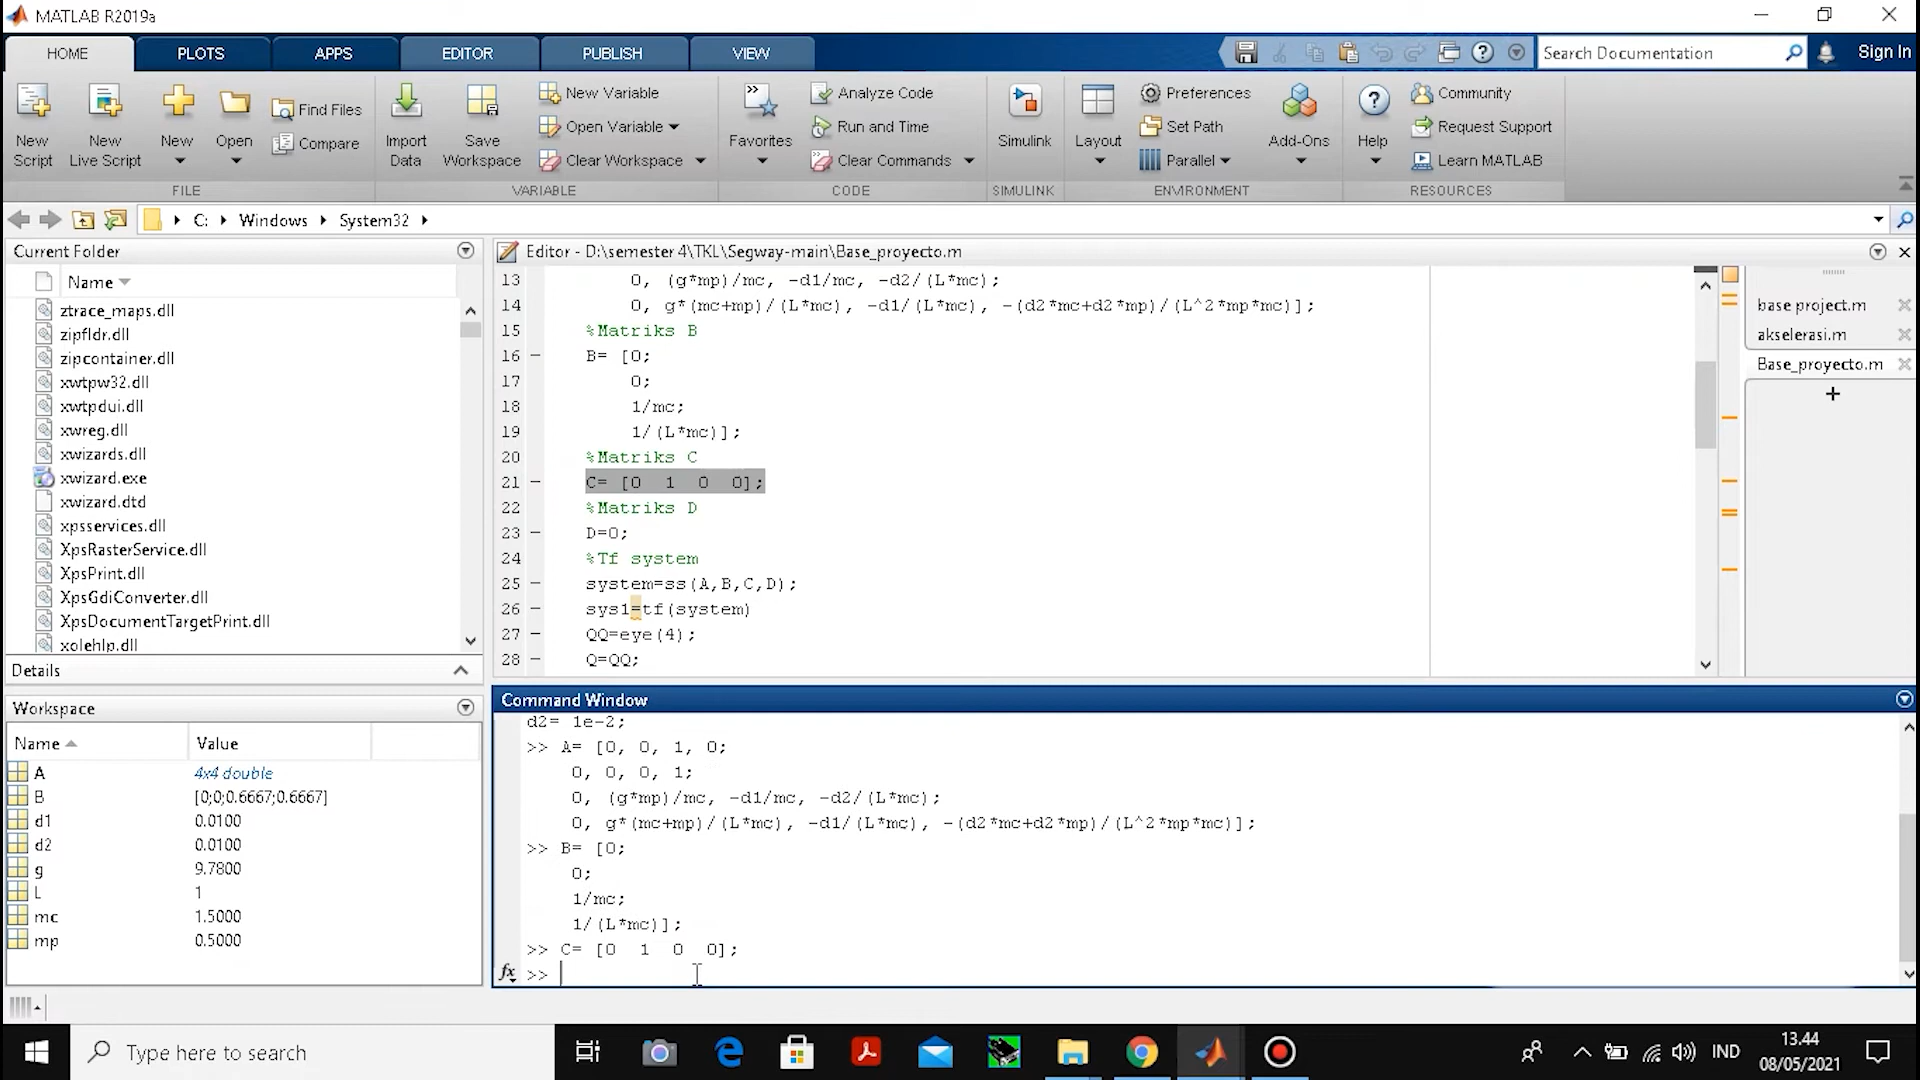 MATLAB R2019a
HOME PLOTS APPS EDITOR PUBLISH VIEW
Search Documentation
Sign In
New Script
New Live Script
New
Open
Find Files
Compare
FILE
Import Data
Save Workspace
New Variable
Open Variable
Clear Workspace
VARIABLE
Favorites
Analyze Code
Run and Time
Clear Commands
CODE
Simulink
SIMULINK
Layout
Preferences
Set Path
Parallel
Add-Ons
ENVIRONMENT
Help
Community
Request Support
Learn MATLAB
RESOURCES
C: Windows System32
Current Folder
Name
ztrace_maps.dll
zipfldr.dll
zipcontainer.dll
xwtpw32.dll
xwtpdui.dll
xwreg.dll
xwizards.dll
xwizard.exe
xwizard.dtd
xpsservices.dll
XpsRasterService.dll
XpsPrint.dll
XpsGdiConverter.dll
XpsDocumentTargetPrint.dll
xolehlp.dll
Details
Workspace
Name Value
A 4x4 double
B [0;0;0.6667;0.6667]
d1 0.0100
d2 0.0100
g 9.7800
L 1
mc 1.5000
mp 0.5000
Editor - D:\semester 4\TKL\Segway-main\Base_proyecto.m
13 0, (g*mp)/mc, -d1/mc, -d2/(L*mc);
14 0, g*(mc+mp)/(L*mc), -d1/(L*mc), -(d2*mc+d2*mp)/(L^2*mp*mc)];
15 %Matriks B
16 - B= [0;
17 0;
18 1/mc;
19 1/(L*mc)];
20 %Matriks C
21 - C= [0 1 0 0];
22 %Matriks D
23 - D=0;
24 %Tf system
25 - system=ss(A,B,C,D);
26 - sys1=tf(system)
27 - QQ=eye(4);
28 - Q=QQ;
base project.m
akselerasi.m
Base_proyecto.m
Command Window
d2= 1e-2;
>> A= [0, 0, 1, 0;
0, 0, 0, 1;
0, (g*mp)/mc, -d1/mc, -d2/(L*mc);
0, g*(mc+mp)/(L*mc), -d1/(L*mc), -(d2*mc+d2*mp)/(L^2*mp*mc)];
>> B= [0;
0;
1/mc;
1/(L*mc)];
>> C= [0 1 0 0];
fx >>
Type here to search
IND
13.44
08/05/2021